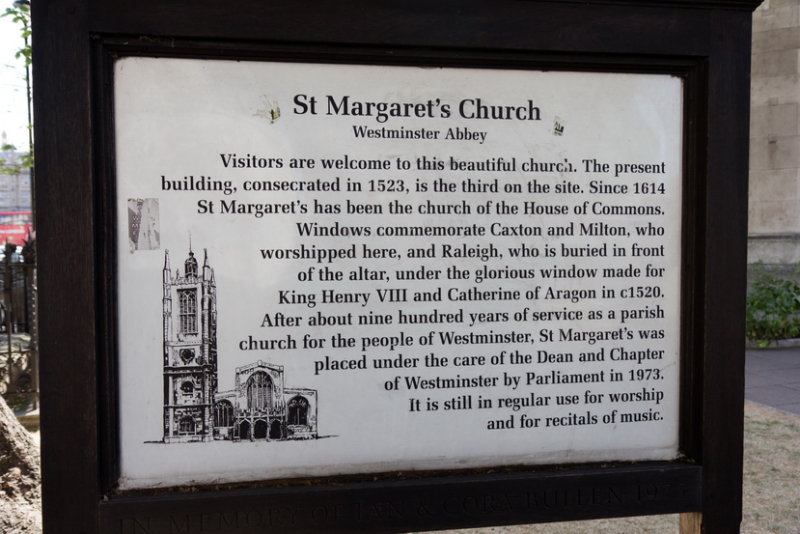 St Margaret's Church
Westminster Abbey
Visitors are welcome to this beautiful church. The present
building, consecrated in 1523, is the third on the site. Since 1614
St Margaret's has been the church of the House of Commons.
Windows commemorate Caxton and Milton, who
worshipped here, and Raleigh, who is buried in front
of the altar, under the glorious window made for
King Henry VIII and Catherine of Aragon in c1520.
After about nine hundred years of service as a parish
church for the people of Westminster, St Margaret's was
placed under the care of the Dean and Chapter
of Westminster by Parliament in 1973.
It is still in regular use for worship
and for recitals of music.
IN MEMORY OF IAN & CORA BULLEN